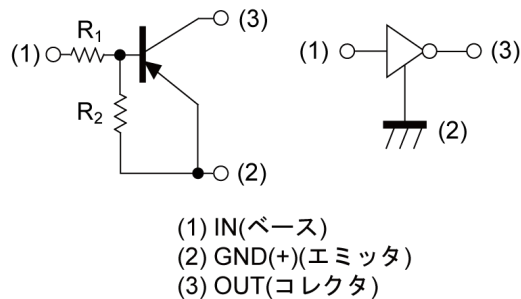 (3)
(1) R1
R2
(2)
(1) (3)
(2)
(1) IN(ベース)
(2) GND(+)(エミッタ)
(3) OUT(コレクタ)